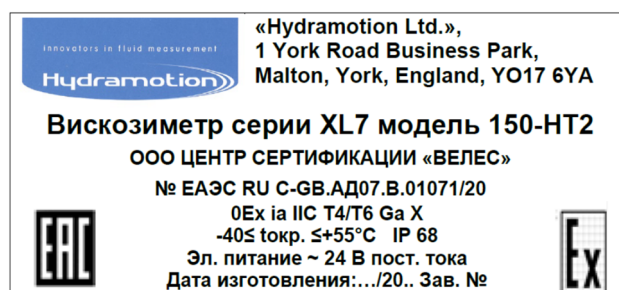 innovators in fluid measurement
Hydramotion
«Hydramotion Ltd.»,
1 York Road Business Park,
Malton, York, England, YO17 6YA
Вискозиметр серии XL7 модель 150-HT2
ООО ЦЕНТР СЕРТИФИКАЦИИ «ВЕЛЕС»
№ ЕАЭС RU C-GB.АД07.В.01071/20
0Ex ia IIC T4/T6 Ga X
-40≤ tокр. ≤+55°C IP 68
Эл. питание ~ 24 В пост. тока
Дата изготовления:.../20.. Зав. №
EAC
Ex